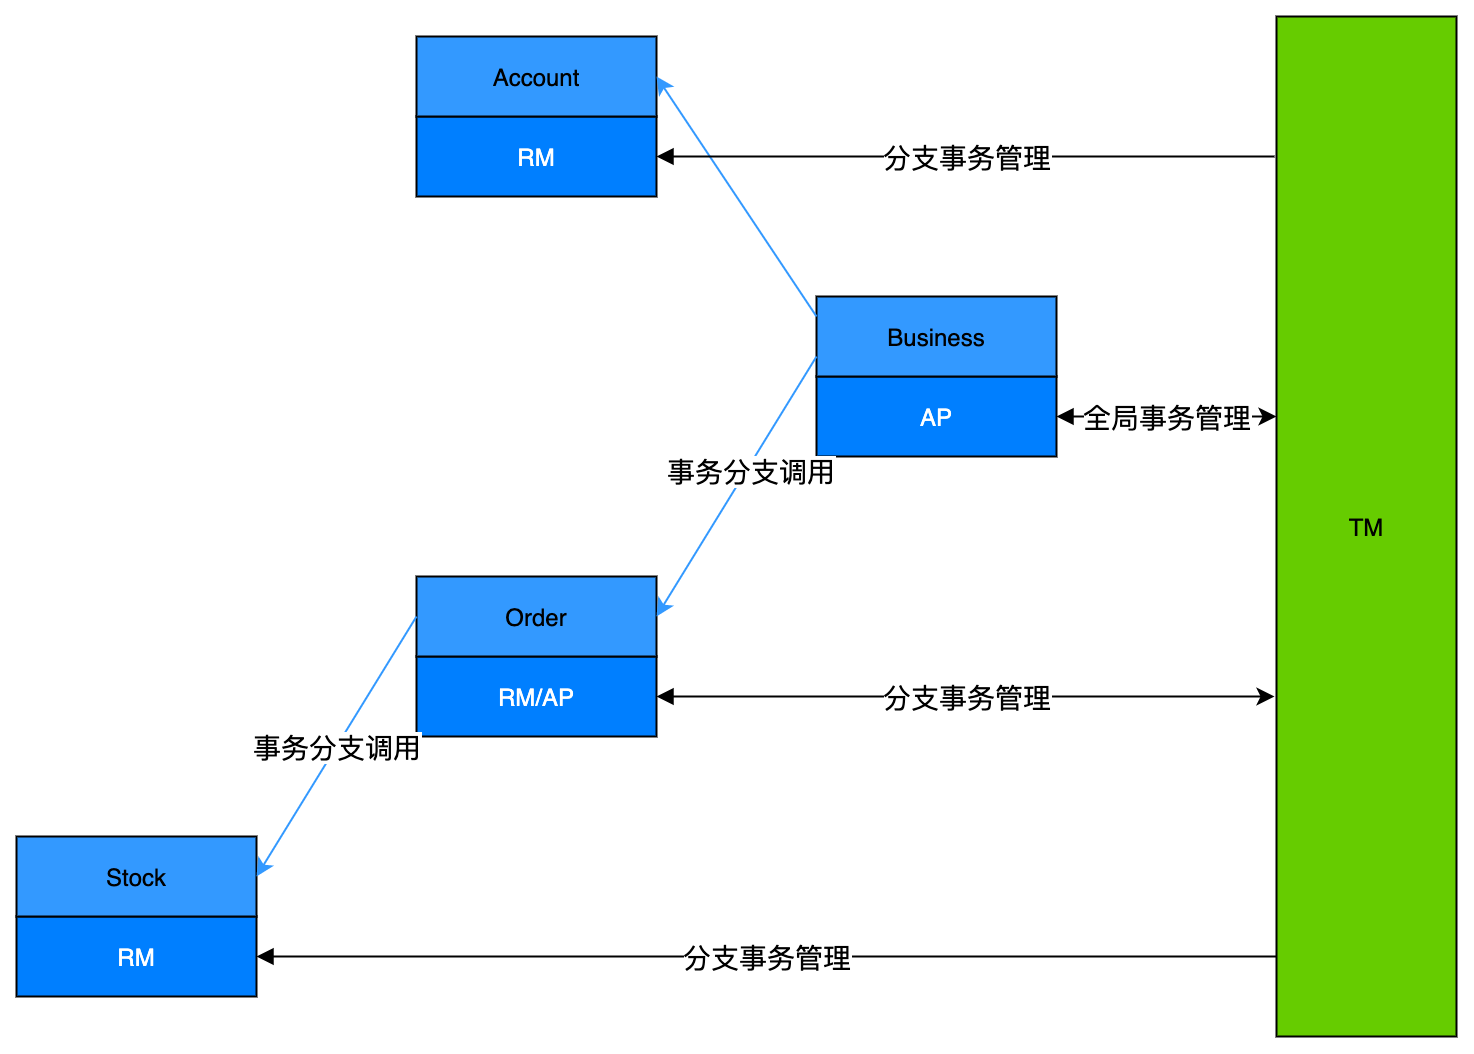 Account
RM
分支事务管理
Business
AP
全局事务管理
事务分支调用
TM
Order
RM/AP
分支事务管理
事务分支调用
Stock
RM
分支事务管理